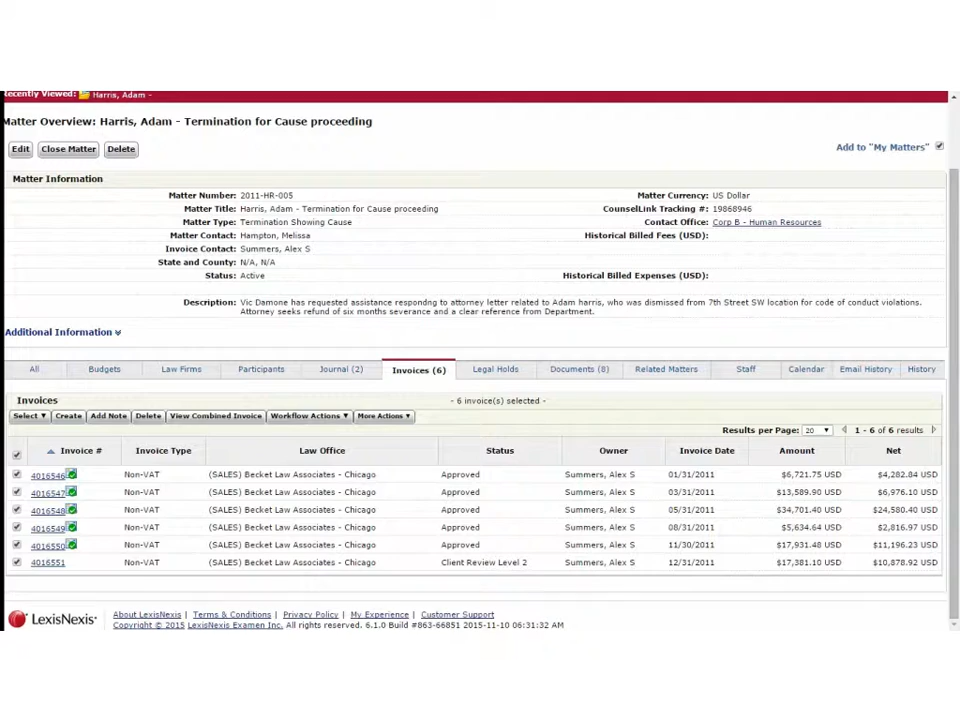 Recently Viewed: Harris, Adam -
Matter Overview: Harris, Adam - Termination for Cause proceeding
Edit Close Matter Delete Add to "My Matters"
Matter Information
Matter Number: 2011-HR-005 Matter Currency: US Dollar
Matter Title: Harris, Adam - Termination for Cause proceeding CounselLink Tracking #: 19868946
Matter Type: Termination Showing Cause Contact Office: Corp B - Human Resources
Matter Contact: Hampton, Melissa Historical Billed Fees (USD):
Invoice Contact: Summers, Alex S
State and County: N/A, N/A
Status: Active Historical Billed Expenses (USD):
Description: Vic Damone has requested assistance respondng to attorney letter related to Adam harris, who was dismissed from 7th Street SW location for code of conduct violations.
Attorney seeks refund of six months severance and a clear reference from Department.
Additional Information
All Budgets Law Firms Participants Journal (2) Invoices (6) Legal Holds Documents (8) Related Matters Staff Calendar Email History History
Invoices - 6 invoice(s) selected -
Select Create Add Note Delete View Combined Invoice Workflow Actions More Actions
Results per Page: 20 1 - 6 of 6 results
Invoice # Invoice Type Law Office Status Owner Invoice Date Amount Net
4016546 Non-VAT (SALES) Becket Law Associates - Chicago Approved Summers, Alex S 01/31/2011 $6,721.75 USD $4,282.84 USD
4016547 Non-VAT (SALES) Becket Law Associates - Chicago Approved Summers, Alex S 03/31/2011 $13,589.90 USD $6,976.10 USD
4016548 Non-VAT (SALES) Becket Law Associates - Chicago Approved Summers, Alex S 05/31/2011 $34,701.40 USD $24,580.40 USD
4016549 Non-VAT (SALES) Becket Law Associates - Chicago Approved Summers, Alex S 08/31/2011 $5,634.64 USD $2,816.97 USD
4016550 Non-VAT (SALES) Becket Law Associates - Chicago Approved Summers, Alex S 11/30/2011 $17,931.48 USD $11,196.23 USD
4016551 Non-VAT (SALES) Becket Law Associates - Chicago Client Review Level 2 Summers, Alex S 12/31/2011 $17,381.10 USD $10,878.92 USD
LexisNexis® About LexisNexis | Terms & Conditions | Privacy Policy | My Experience | Customer Support
Copyright © 2015 LexisNexis Examen Inc. All rights reserved. 6.1.0 Build #863-66851 2015-11-10 06:31:32 AM